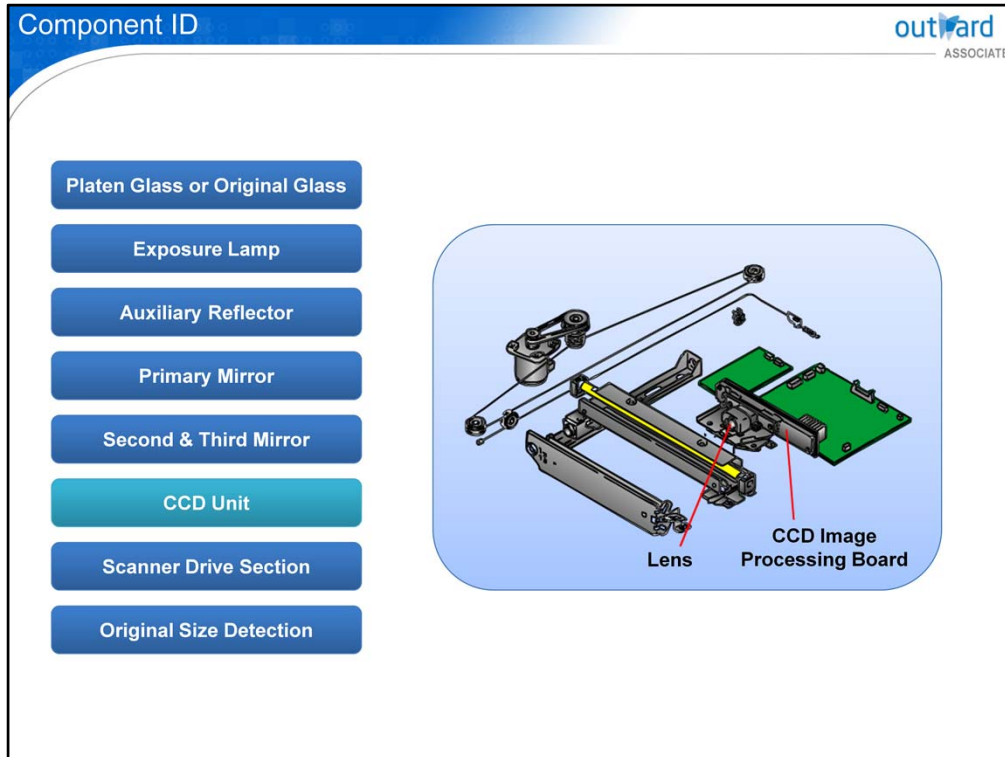 Component ID
outward
ASSOCIATE
Platen Glass or Original Glass
Exposure Lamp
Auxiliary Reflector
Primary Mirror
Second & Third Mirror
CCD Unit
Scanner Drive Section
Original Size Detection
Lens
CCD Image
Processing Board